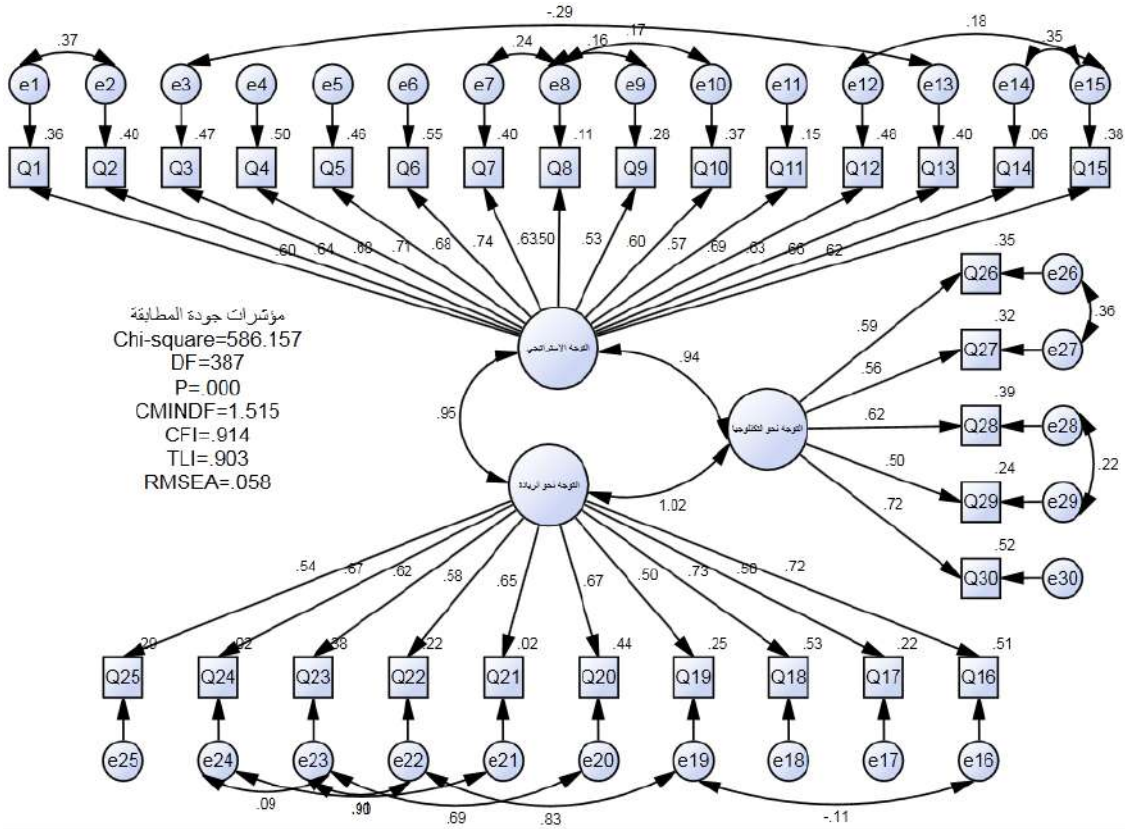 -.29
.18
.37
.24
.16
.17
.35
e1 e2 e3 e4 e5 e6 e7 e8 e9 e10 e11 e12 e13 e14 e15
.36 .40 .47 .50 .46 .55 .40 .11 .28 .37 .15 .48 .40 .06 .38
Q1 Q2 Q3 Q4 Q5 Q6 Q7 Q8 Q9 Q10 Q11 Q12 Q13 Q14 Q15
.60 .64 .68 .71 .68 .74 .63 .50 .53 .60 .57 .69 .63 .66 .62
مؤشرات جودة المطابقة
Chi-square=586.157
DF=387
P=.000
CMINDF=1.515
CFI=.914
TLI=.903
RMSEA=.058
التوجه الاستراتيجي
.94
.95
التوجه نحو التكنلوجيا
التوجه نحو الريادة
1.02
.35
Q26 e26
.59
.36
.32
Q27 e27
.56
.39
Q28 e28
.62
.22
.24
Q29 e29
.50
.52
Q30 e30
.72
.54 .67 .62 .58 .65 .67 .50 .73 .58 .72
.29 .02 .38 .22 .02 .44 .25 .53 .22 .51
Q25 Q24 Q23 Q22 Q21 Q20 Q19 Q18 Q17 Q16
e25 e24 e23 e22 e21 e20 e19 e18 e17 e16
.09 .69 .83 -.11